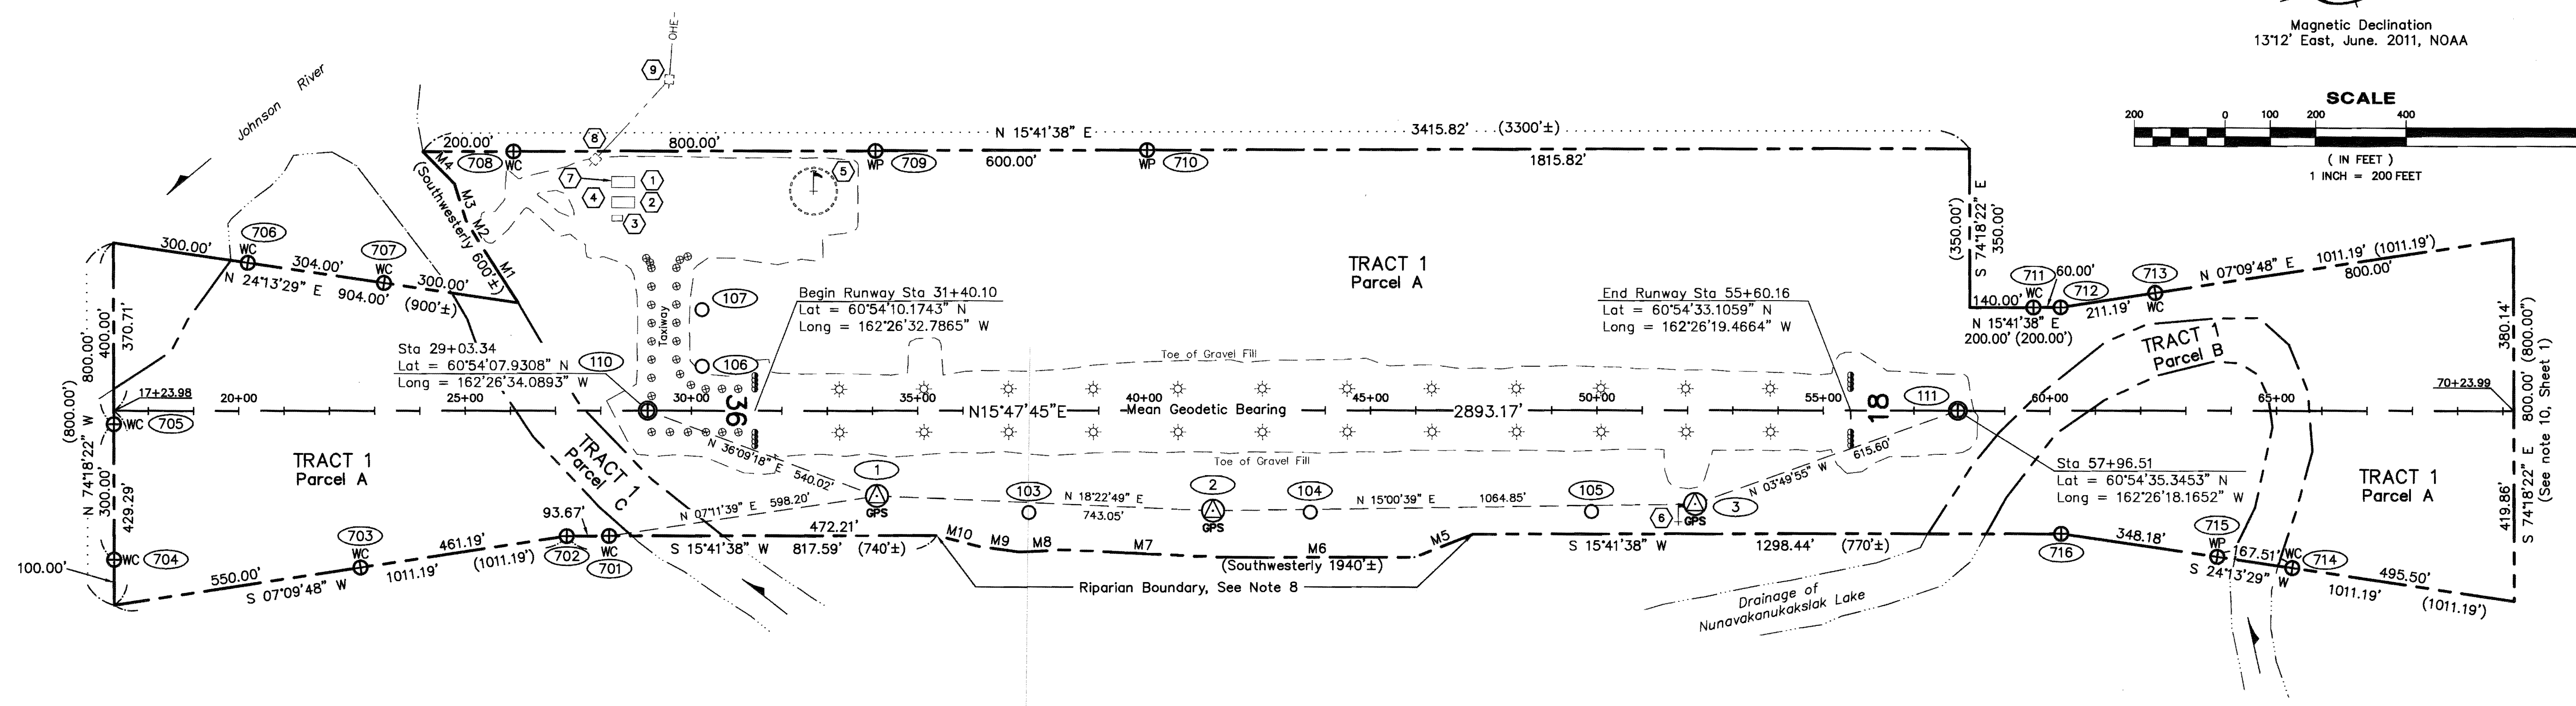 Magnetic Declination
13°12' East, June. 2011, NOAA
SCALE
200 0 100 200 400
( IN FEET )
1 INCH = 200 FEET
OHE-
9
Johnson River
8
200.00'
800.00'
N 15°41'38" E
3415.82' (3300'±)
708
WC
WP
709
600.00'
WP
710
1815.82'
M4
M3
M2
M1
(Southwesterly 600'±)
7
1
4
2
3
5
(350.00')
S 74°18'22" E
350.00'
300.00'
706
WC
304.00'
707
WC
300.00'
N 24°13'29" E
904.00'
(900'±)
TRACT 1
Parcel A
711
WC
60.00'
712
713
WC
140.00'
N 15°41'38" E
200.00' (200.00')
211.19'
N 07°09'48" E
1011.19' (1011.19')
800.00'
107
106
Taxiway
Begin Runway Sta 31+40.10
Lat = 60°54'10.1743" N
Long = 162°26'32.7865" W
End Runway Sta 55+60.16
Lat = 60°54'33.1059" N
Long = 162°26'19.4664" W
TRACT 1
Parcel B
Sta 29+03.34
Lat = 60°54'07.9308" N
Long = 162°26'34.0893" W
110
Toe of Gravel Fill
(800.00')
N 74°18'22" W
800.00'
400.00'
370.71'
300.00'
429.29'
17+23.98
20+00
25+00
30+00
36
35+00
N15°47'45"E
40+00
Mean Geodetic Bearing
45+00
2893.17'
50+00
55+00
18
111
60+00
65+00
70+23.99
380.14'
419.86'
S 74°18'22" E
800.00' (800.00")
(See note 10, Sheet 1)
WC
705
TRACT 1
Parcel A
TRACT 1
Parcel C
N 36°09'18" E 540.02'
Toe of Gravel Fill
N 03°49'55" W
615.60'
Sta 57+96.51
Lat = 60°54'35.3453" N
Long = 162°26'18.1652" W
TRACT 1
Parcel A
1
GPS
N 07°11'39" E 598.20'
103
N 18°22'49" E
743.05'
2
GPS
104
N 15°00'39" E
1064.85'
105
6
GPS
3
100.00'
WC
704
550.00'
703
WC
S 07°09'48" W
461.19'
1011.19'
(1011.19')
93.67'
702
WC
701
472.21'
S 15°41'38" W
817.59' (740'±)
M10
M9
M8
M7
M6
M5
(Southwesterly 1940'±)
Riparian Boundary, See Note 8
S 15°41'38" W
1298.44'
(770'±)
716
348.18'
715
WP
167.51'
WC
714
S 24°13'29" W
495.50'
1011.19'
(1011.19')
Drainage of
Nunavakanukakslak Lake